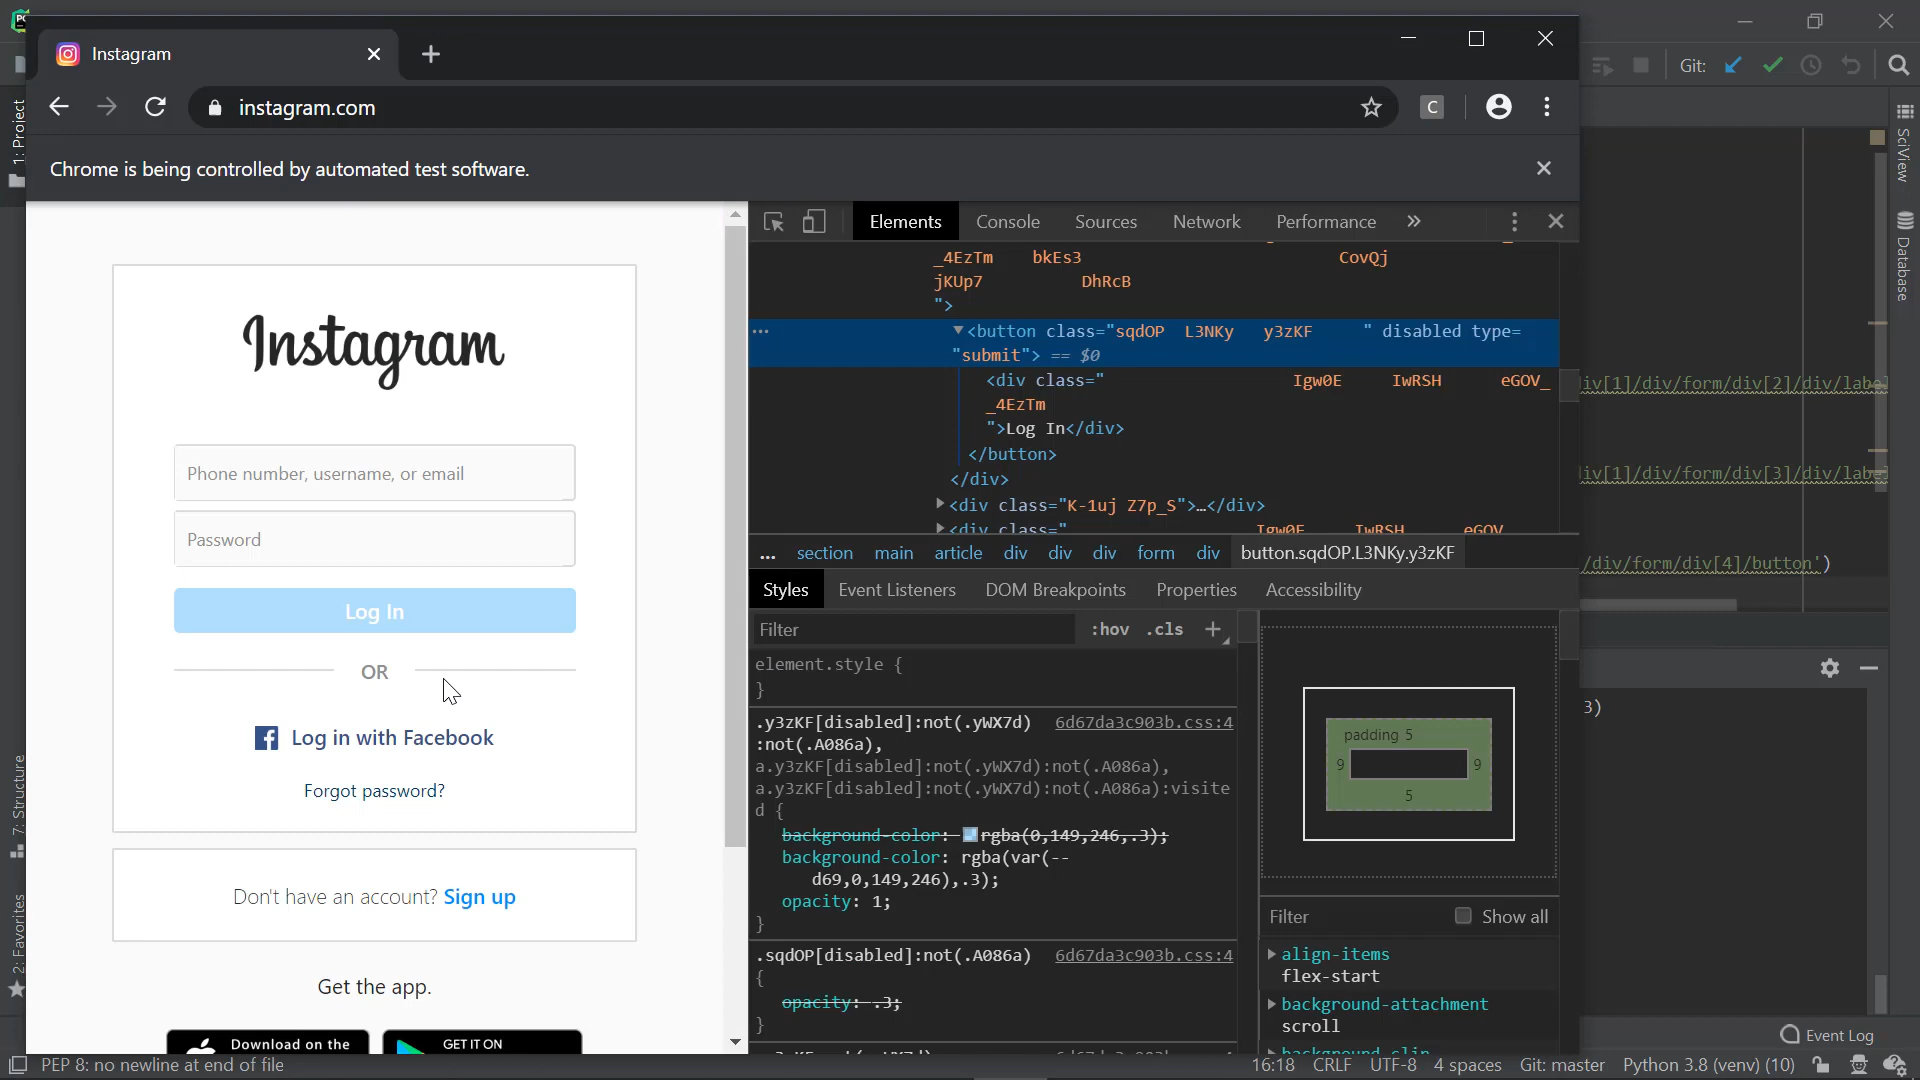 PC
Instagram
Git:
instagram.com
C
1: Project
Chrome is being controlled by automated test software.
SciView
Database
Elements
Console
Sources
Network
Performance
_4EzTm bkEs3 CovQj
jKUp7 DhRcB
">
<button class="sqdOP L3NKy y3zKF " disabled type=
"submit"> == $0
<div class=" Igw0E IwRSH eGOV_
_4EzTm
">Log In</div>
</button>
</div>
<div class="K-1uj Z7p_S">…</div>
<div class=" Igw0E IwRSH eGOV
... section main article div div div form div button.sqdOP.L3NKy.y3zKF
iv[1]/div/form/div[2]/div/label
iv[1]/div/form/div[3]/div/label
/div/form/div[4]/button')
Instagram
Phone number, username, or email
Password
Log In
OR
Log in with Facebook
Forgot password?
Don't have an account? Sign up
Get the app.
Download on the
GET IT ON
Styles
Event Listeners
DOM Breakpoints
Properties
Accessibility
Filter
:hov .cls
element.style {
}
.y3zKF[disabled]:not(.yWX7d) 6d67da3c903b.css:4
:not(.A086a),
a.y3zKF[disabled]:not(.yWX7d):not(.A086a),
a.y3zKF[disabled]:not(.yWX7d):not(.A086a):visite
d {
background-color: rgba(0,149,246,.3);
background-color: rgba(var(--
d69,0,149,246),.3);
opacity: 1;
}
.sqdOP[disabled]:not(.A086a) 6d67da3c903b.css:4
{
opacity: .3;
}
padding 5
9
9
5
Filter
Show all
align-items
flex-start
background-attachment
scroll
background-clip
3)
7: Structure
2: Favorites
Event Log
PEP 8: no newline at end of file
16:18 CRLF UTF-8 4 spaces Git: master Python 3.8 (venv) (10)